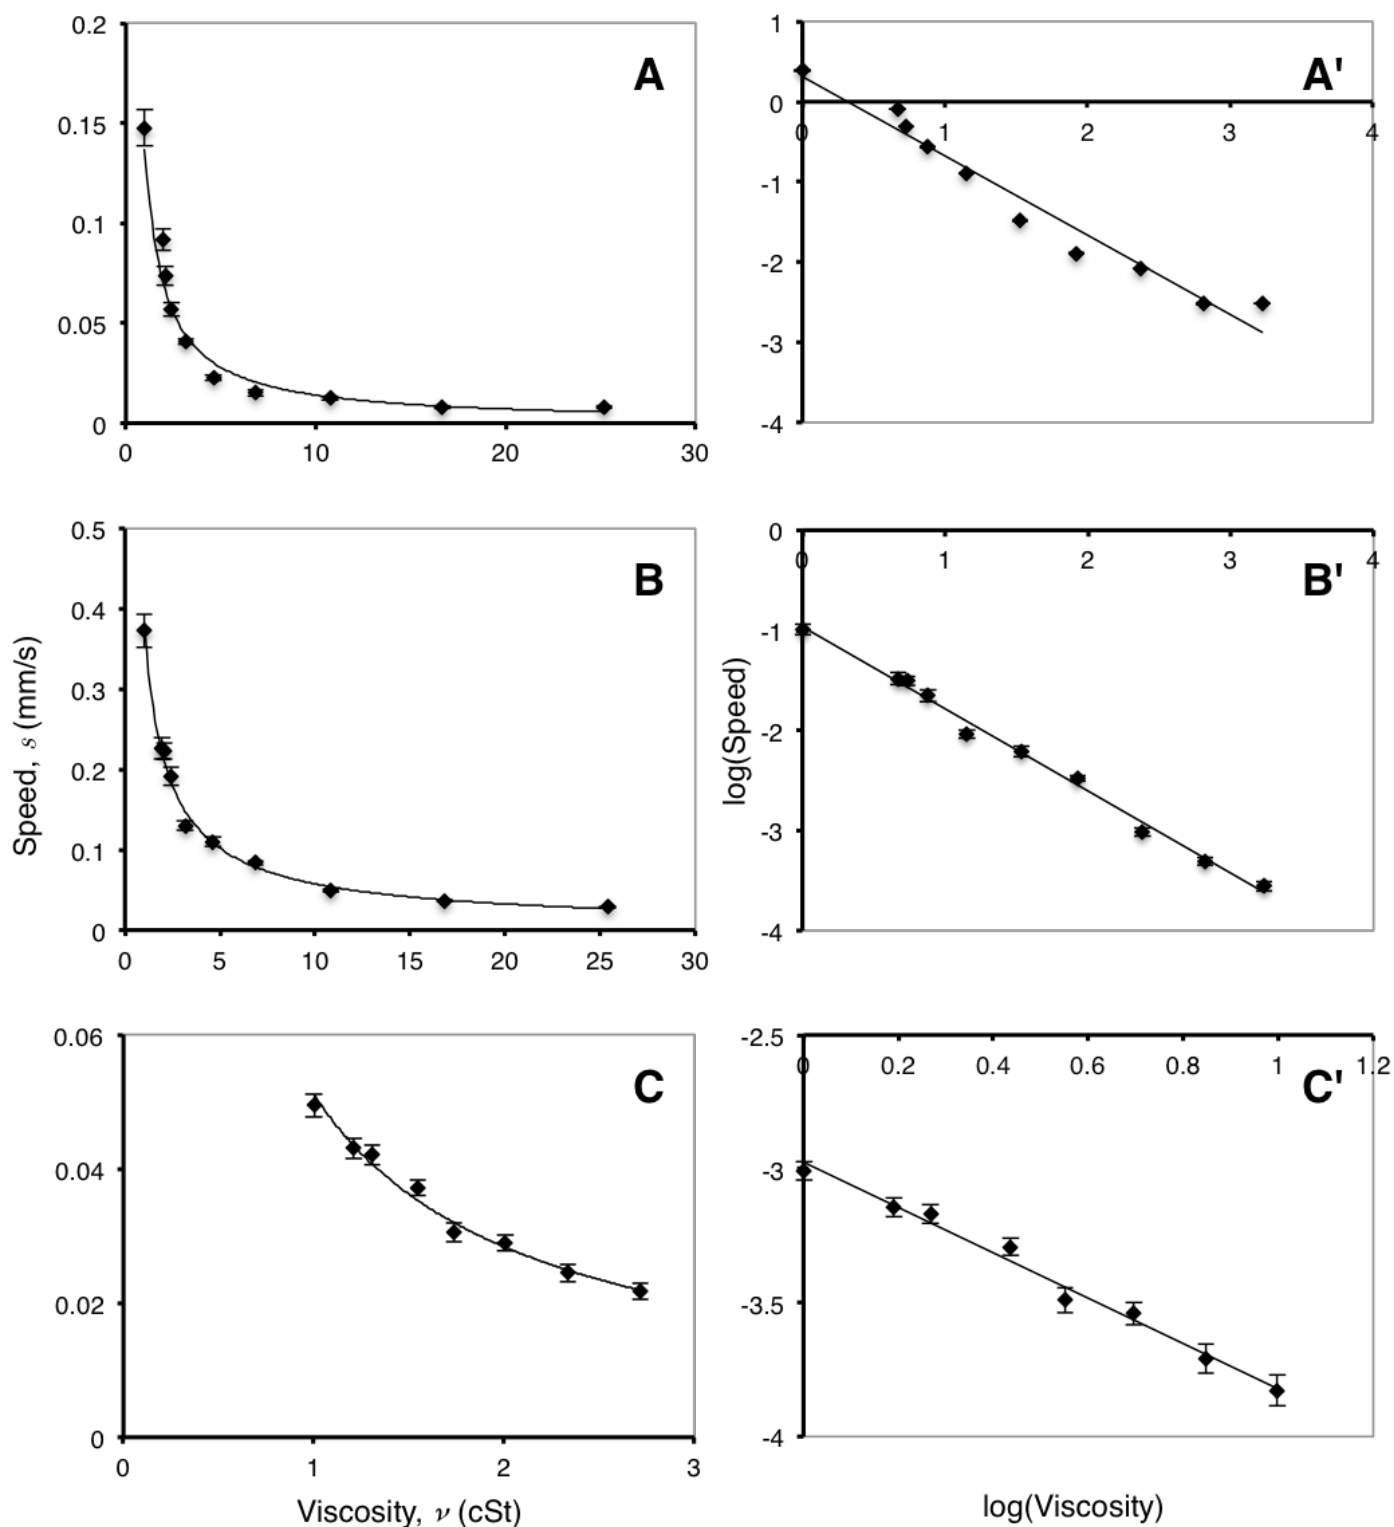 0.2
A
0.15
0.1
0.05
0
0 10 20 30
1
A'
0
0 1 2 3 4
-1
-2
-3
-4
0.5
B
0.4
0.3
0.2
0.1
0
0 5 10 15 20 25 30
Speed, s (mm/s)
0
0 1 2 3 4
B'
-1
-2
-3
-4
log(Speed)
0.06
C
0.04
0.02
0
0 1 2 3
Viscosity, ν (cSt)
-2.5
0 0.2 0.4 0.6 0.8 1 1.2
C'
-3
-3.5
-4
log(Viscosity)